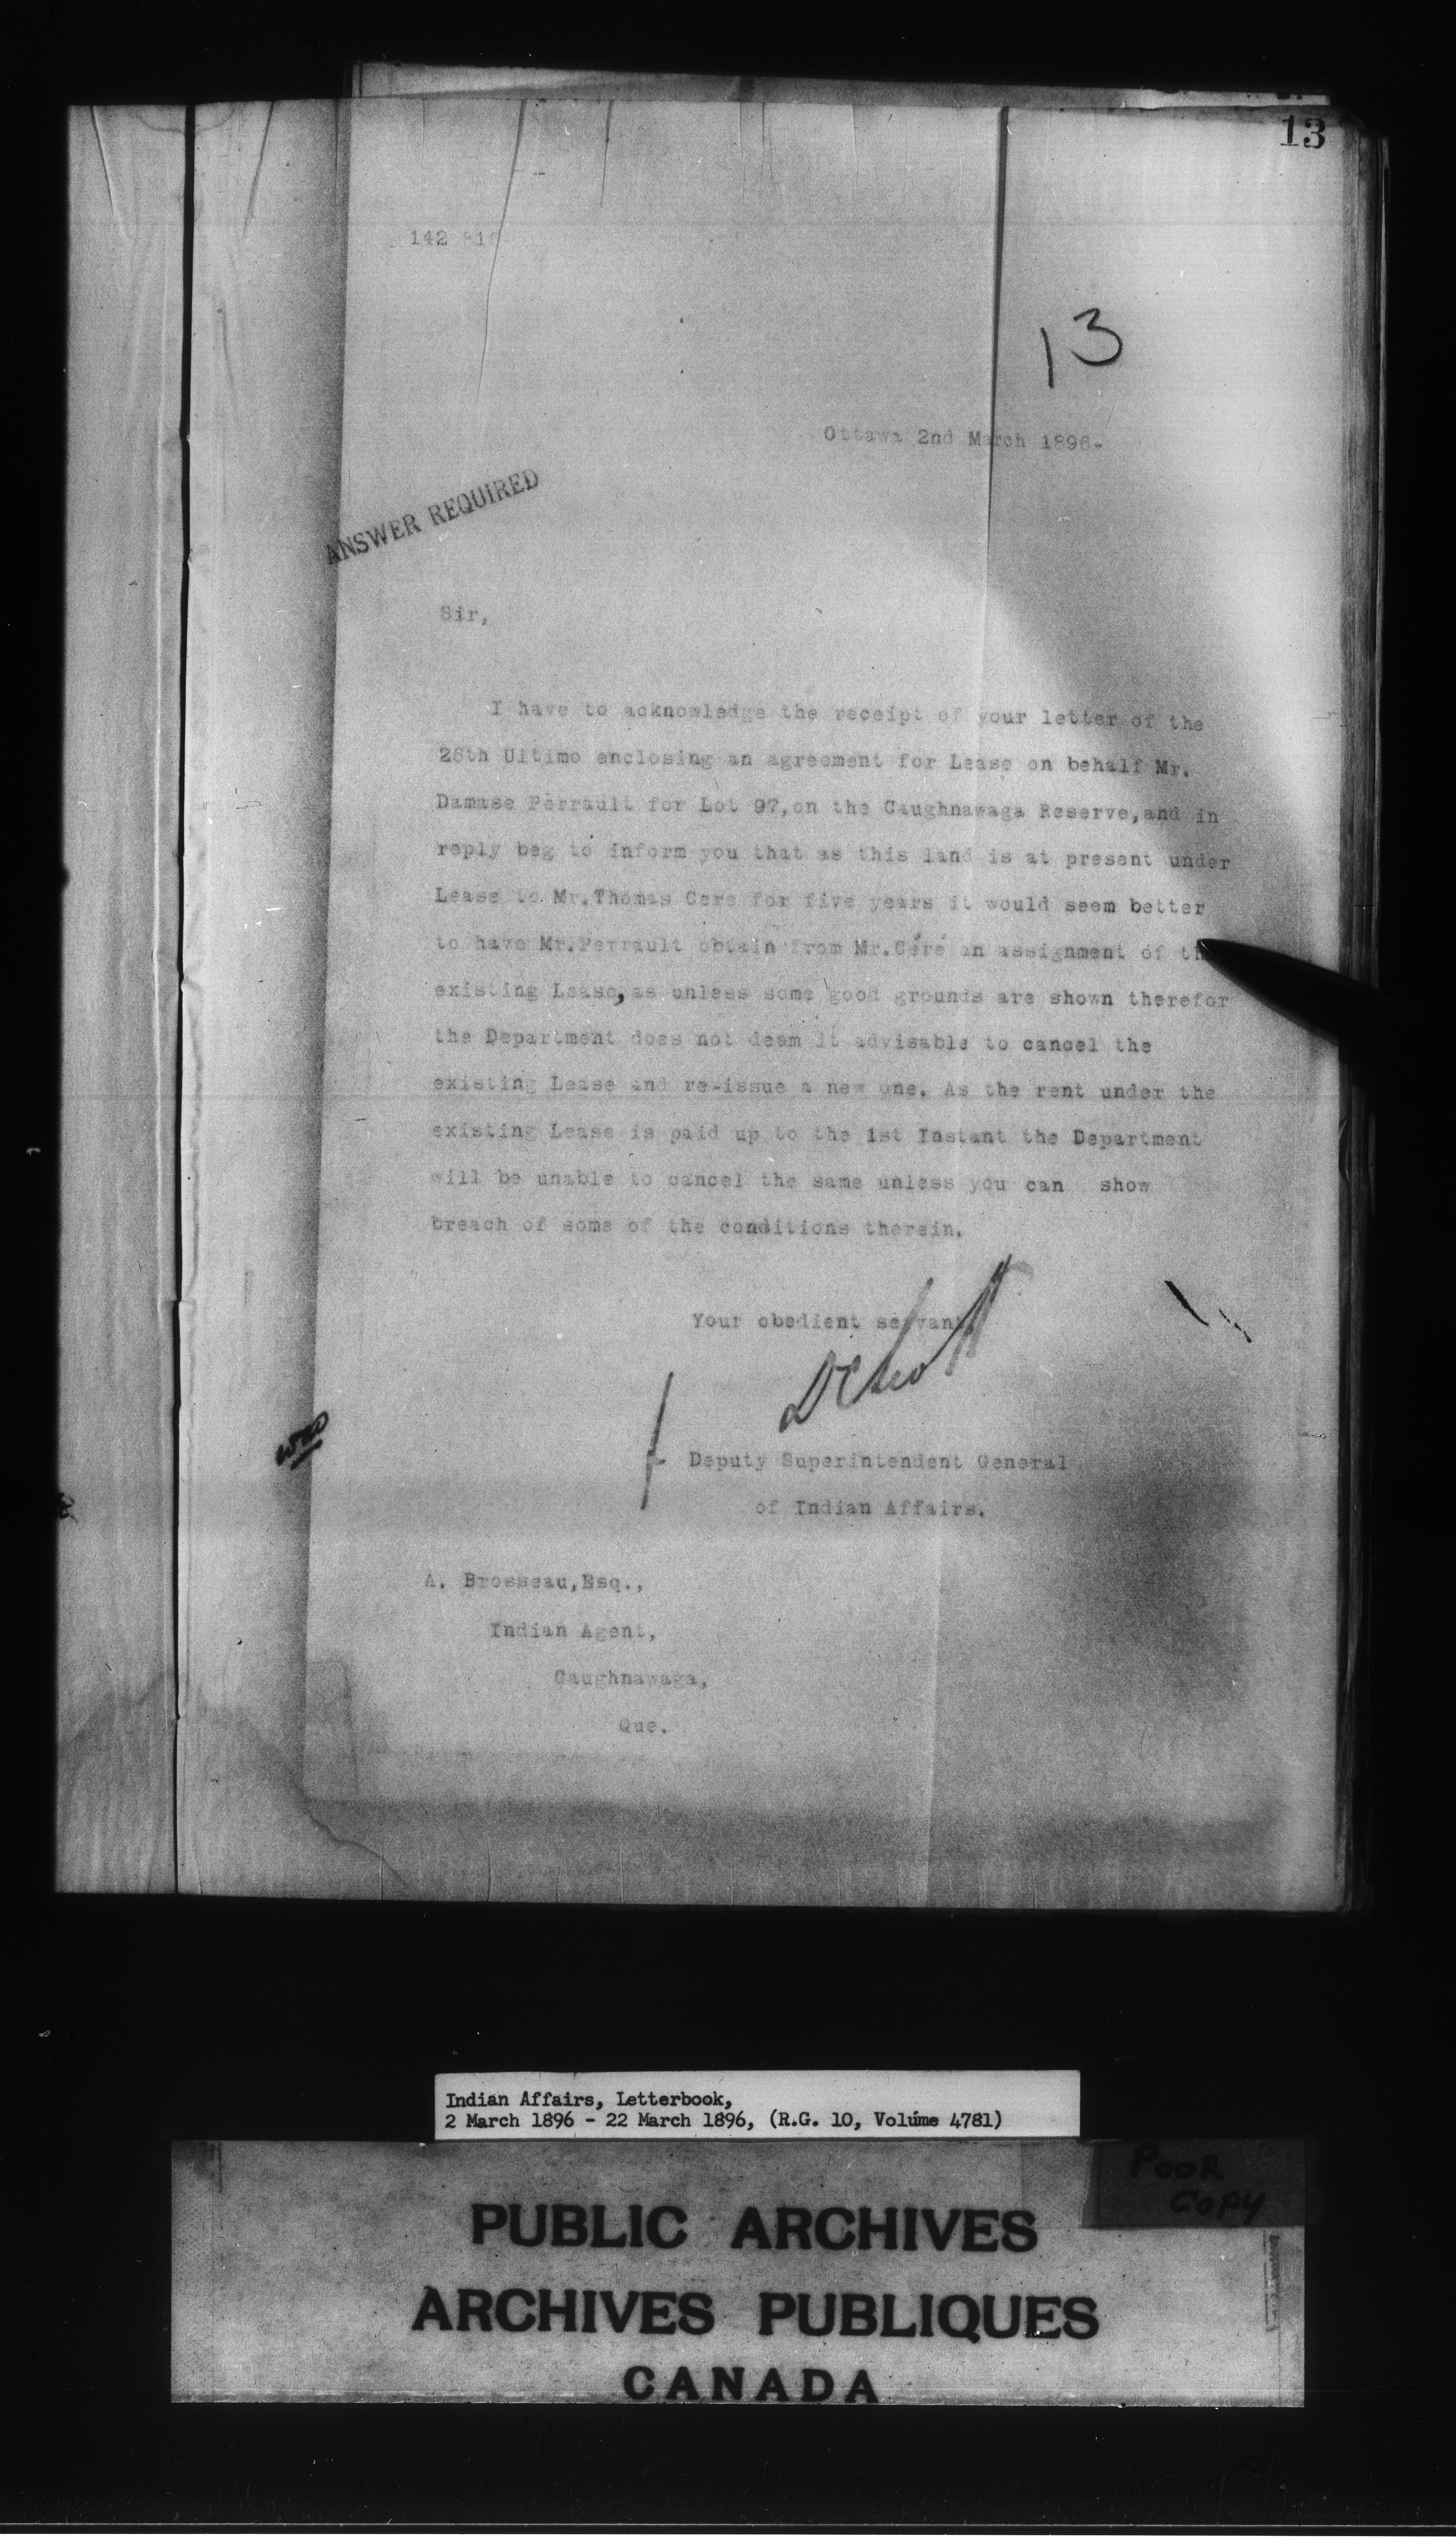 13
142
13
Ottawa 2nd March 1896-
ANSWER REQUIRED
Sir,
I have to acknowledge the receipt of your letter of the
Ultimo enclosing an agreement for Lease on behalf Mr.
Damase Perrault for Lot 97,on the Caughnawaga Reserve,and in
reply beg to inform you that as this land is at present under
Lease to Mr.Thomas Cere for five years it would seem better
to have Mr.Perrault obtain from Mr.Céré an assignment of
existing Lease,as unless some good grounds are shown therefor
the Department does not deem it advisable to cancel the
existing Lease and re-issue a new one. As the rent under the
existing Lease is paid up to the 1st Instant the Department
will be unable to cancel the same unless you can show
breach of some of the conditions therein.
Your obedient servant
DCScott
Deputy Superintendent General
of Indian Affairs.
A. Brosseau,Esq.,
Indian Agent,
Caughnawaga,
Que.
Indian Affairs, Letterbook,
2 March 1896 - 22 March 1896, (R.G. 10, Volume 4781)
POOR
COPY
PUBLIC ARCHIVES
ARCHIVES PUBLIQUES
CANADA